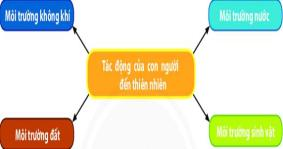 Môi trường không khí
Môi trường nước
Tác động của con người
đến thiên nhiên
Môi trường đất
Môi trường sinh vật